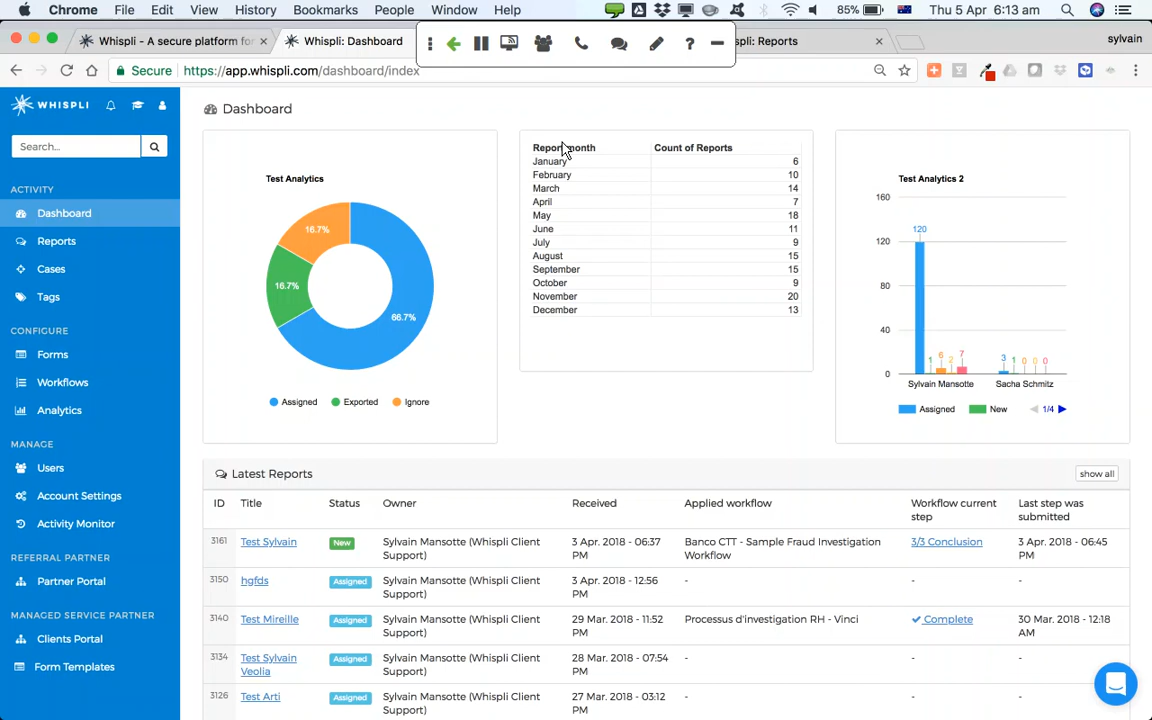 Chrome File Edit View History Bookmarks People Window Help 85% Thu 5 Apr 6:13 am
Whispli - A secure platform for
Whispli: Dashboard
spli: Reports
sylvain
Secure https://app.whispli.com/dashboard/index
WHISPLI
Search...
ACTIVITY
Dashboard
Reports
Cases
Tags
CONFIGURE
Forms
Workflows
Analytics
MANAGE
Users
Account Settings
Activity Monitor
REFERRAL PARTNER
Partner Portal
MANAGED SERVICE PARTNER
Clients Portal
Form Templates
Dashboard
Test Analytics
16.7%
16.7%
66.7%
Assigned Exported Ignore
Report month Count of Reports
January 6
February 10
March 14
April 7
May 18
June 11
July 9
August 15
September 15
October 9
November 20
December 13
Test Analytics 2
160
120
80
40
0
120 1 6 2 7
3 1 0 0 0
Sylvain Mansotte Sacha Schmitz
Assigned New 1/4
Latest Reports show all
ID Title Status Owner Received Applied workflow Workflow current Last step was
step submitted
3161 Test Sylvain New Sylvain Mansotte (Whispli Client 3 Apr. 2018 - 06:37 Banco CTT - Sample Fraud Investigation 3/3 Conclusion 3 Apr. 2018 - 06:45
Support) PM Workflow PM
3150 hgfds Assigned Sylvain Mansotte (Whispli Client 3 Apr. 2018 - 12:56 - - -
Support) PM
3140 Test Mireille Assigned Sylvain Mansotte (Whispli Client 29 Mar. 2018 - 11:52 Processus d'investigation RH - Vinci Complete 30 Mar. 2018 - 12:18
Support) PM AM
3134 Test Sylvain Assigned Sylvain Mansotte (Whispli Client 28 Mar. 2018 - 07:54 - - -
Veolia Support) PM
3126 Test Arti Assigned Sylvain Mansotte (Whispli Client 27 Mar. 2018 - 03:12 - - -
Support) PM